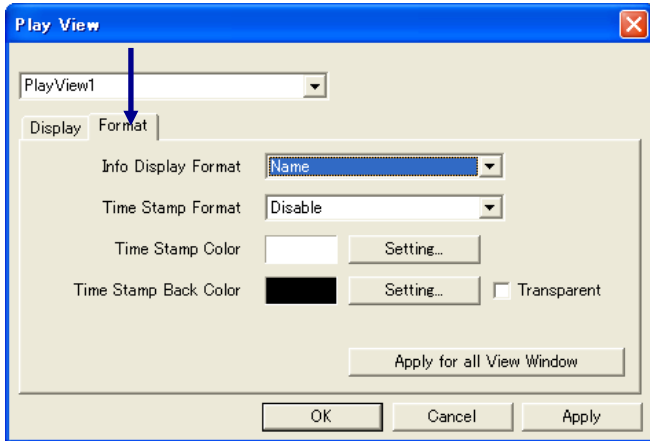 Play View
PlayView1
Display Format
Info Display Format Name
Time Stamp Format Disable
Time Stamp Color Setting...
Time Stamp Back Color Setting... Transparent
Apply for all View Window
OK Cancel Apply